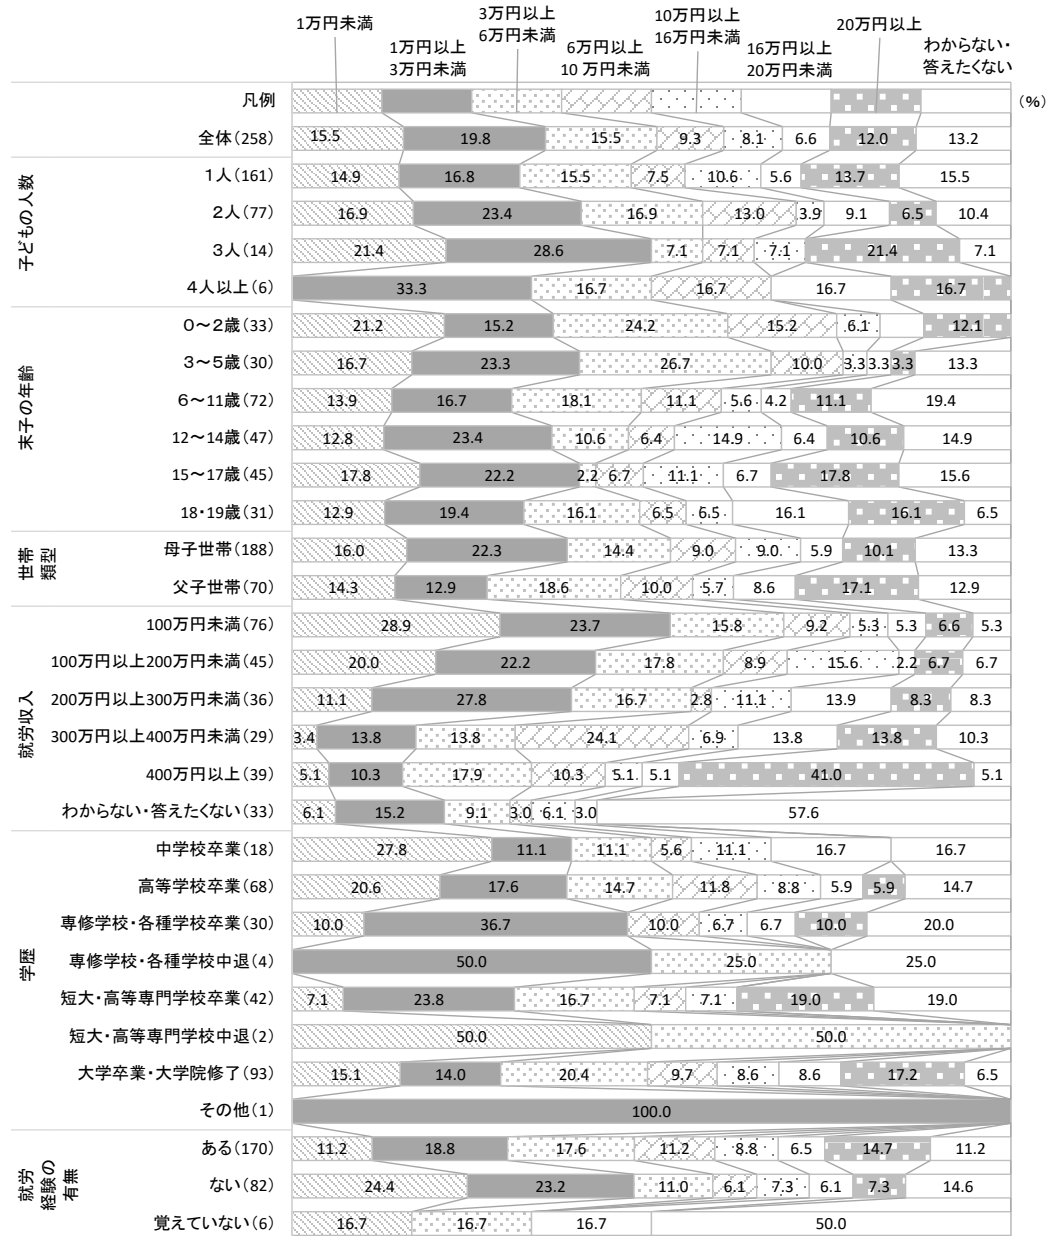 1万円未満
1万円以上
3万円未満
3万円以上
6万円未満
6万円以上
10 万円未満
10万円以上
16万円未満
16万円以上
20万円未満
20万円以上
わからない・
答えたくない
凡例
(%)
全体(258) 15.5 19.8 15.5 9.3 8.1 6.6 12.0 13.2
子どもの人数
1人(161) 14.9 16.8 15.5 7.5 10.6 5.6 13.7 15.5
2人(77) 16.9 23.4 16.9 13.0 3.9 9.1 6.5 10.4
3人(14) 21.4 28.6 7.1 7.1 7.1 21.4 7.1
4人以上(6) 33.3 16.7 16.7 16.7 16.7
末子の年齢
0~2歳(33) 21.2 15.2 24.2 15.2 6.1 12.1
3~5歳(30) 16.7 23.3 26.7 10.0 3.3 3.3 3.3 13.3
6~11歳(72) 13.9 16.7 18.1 11.1 5.6 4.2 11.1 19.4
12~14歳(47) 12.8 23.4 10.6 6.4 14.9 6.4 10.6 14.9
15~17歳(45) 17.8 22.2 2.2 6.7 11.1 6.7 17.8 15.6
18・19歳(31) 12.9 19.4 16.1 6.5 6.5 16.1 16.1 6.5
世帯
類型
母子世帯(188) 16.0 22.3 14.4 9.0 9.0 5.9 10.1 13.3
父子世帯(70) 14.3 12.9 18.6 10.0 5.7 8.6 17.1 12.9
就労収入
100万円未満(76) 28.9 23.7 15.8 9.2 5.3 5.3 6.6 5.3
100万円以上200万円未満(45) 20.0 22.2 17.8 8.9 15.6 2.2 6.7 6.7
200万円以上300万円未満(36) 11.1 27.8 16.7 2.8 11.1 13.9 8.3 8.3
300万円以上400万円未満(29) 3.4 13.8 13.8 24.1 6.9 13.8 13.8 10.3
400万円以上(39) 5.1 10.3 17.9 10.3 5.1 5.1 41.0 5.1
わからない・答えたくない(33) 6.1 15.2 9.1 3.0 6.1 3.0 57.6
学歴
中学校卒業(18) 27.8 11.1 11.1 5.6 11.1 16.7 16.7
高等学校卒業(68) 20.6 17.6 14.7 11.8 8.8 5.9 5.9 14.7
専修学校・各種学校卒業(30) 10.0 36.7 10.0 6.7 6.7 10.0 20.0
専修学校・各種学校中退(4) 50.0 25.0 25.0
短大・高等専門学校卒業(42) 7.1 23.8 16.7 7.1 7.1 19.0 19.0
短大・高等専門学校中退(2) 50.0 50.0
大学卒業・大学院修了(93) 15.1 14.0 20.4 9.7 8.6 8.6 17.2 6.5
その他(1) 100.0
就労
経験の
有無
ある(170) 11.2 18.8 17.6 11.2 8.8 6.5 14.7 11.2
ない(82) 24.4 23.2 11.0 6.1 7.3 6.1 7.3 14.6
覚えていない(6) 16.7 16.7 16.7 50.0